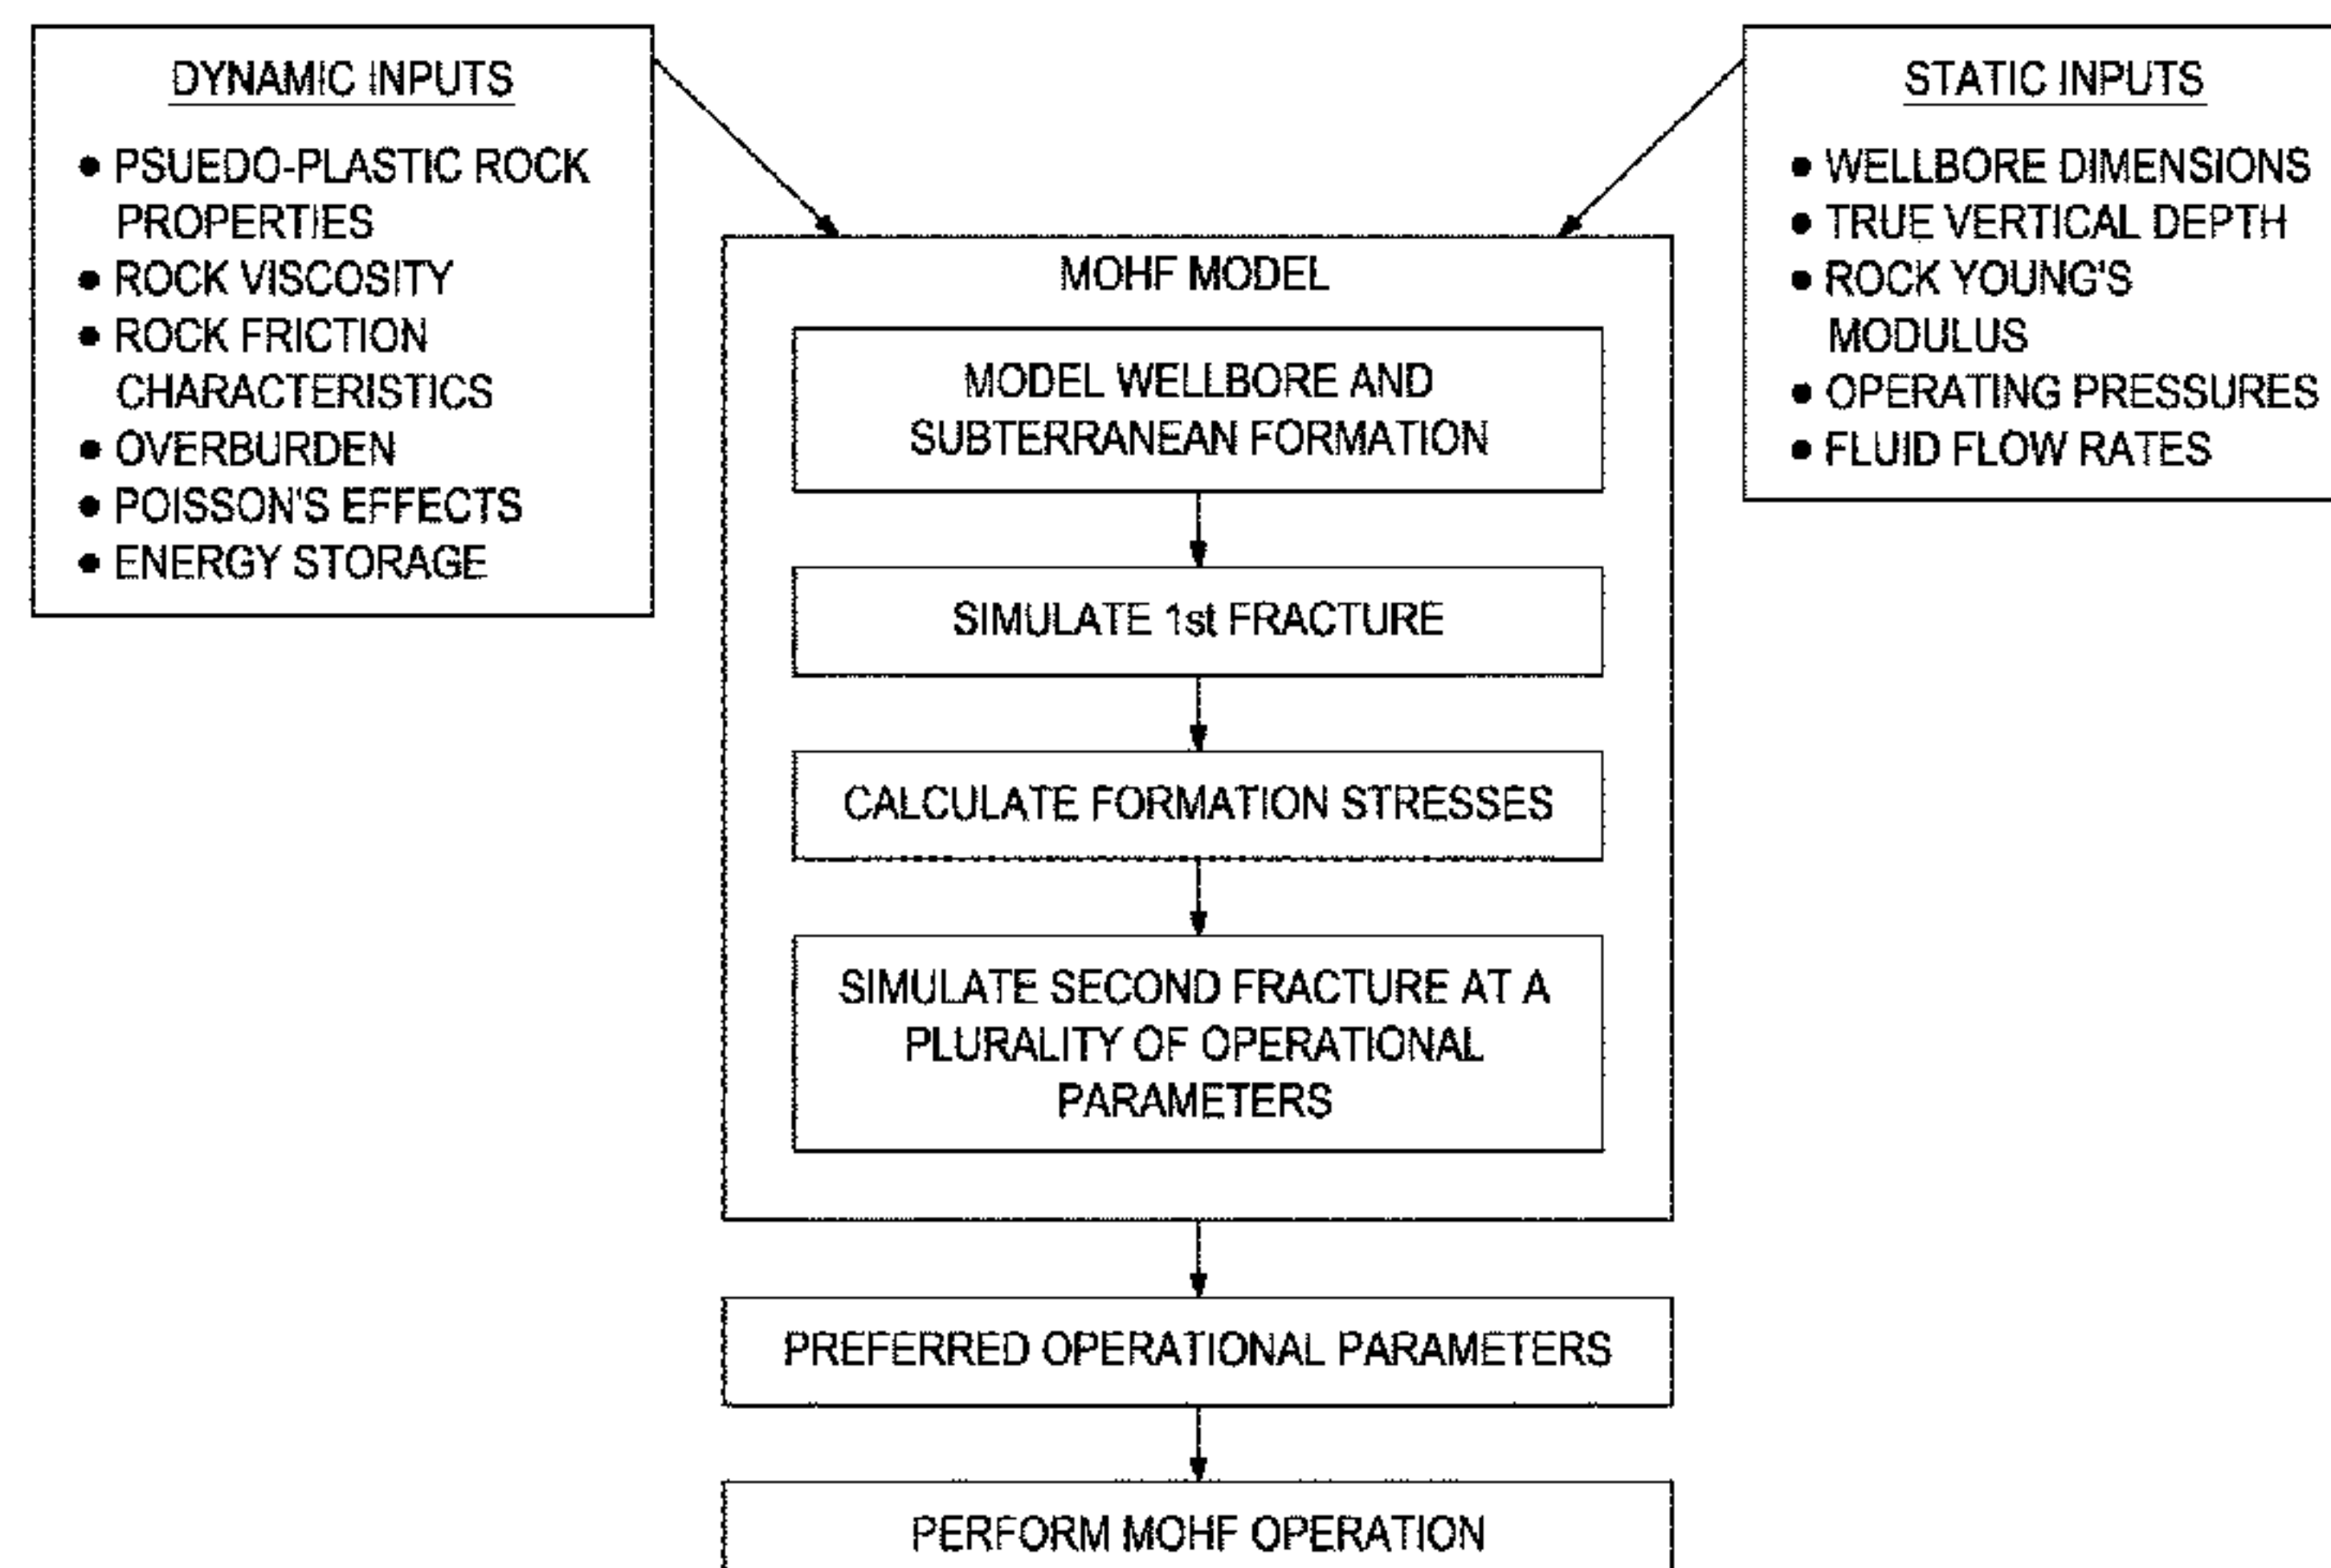 DYNAMIC INPUTS
● PSUEDO-PLASTIC ROCK
PROPERTIES
● ROCK VISCOSITY
● ROCK FRICTION
CHARACTERISTICS
● OVERBURDEN
● POISSON'S EFFECTS
● ENERGY STORAGE
STATIC INPUTS
● WELLBORE DIMENSIONS
● TRUE VERTICAL DEPTH
● ROCK YOUNG'S
MODULUS
● OPERATING PRESSURES
● FLUID FLOW RATES
MOHF MODEL
MODEL WELLBORE AND
SUBTERRANEAN FORMATION
SIMULATE 1st FRACTURE
CALCULATE FORMATION STRESSES
SIMULATE SECOND FRACTURE AT A
PLURALITY OF OPERATIONAL
PARAMETERS
PREFERRED OPERATIONAL PARAMETERS
PERFORM MOHF OPERATION